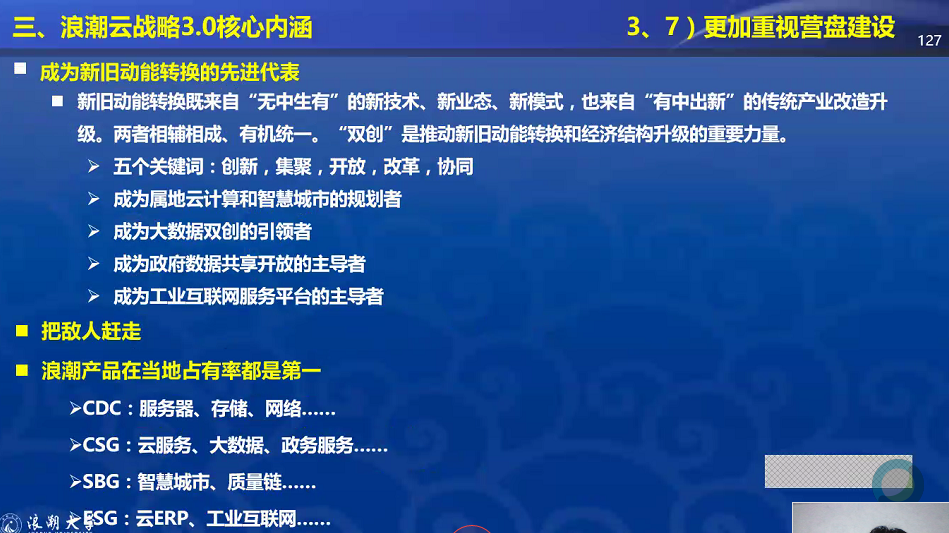 三、浪潮云战略3.0核心内涵
3、7）更加重视营盘建设
127
成为新旧动能转换的先进代表
新旧动能转换既来自“无中生有”的新技术、新业态、新模式，也来自“有中出新”的传统产业改造升
级。两者相辅相成、有机统一。“双创”是推动新旧动能转换和经济结构升级的重要力量。
五个关键词：创新，集聚，开放，改革，协同
成为属地云计算和智慧城市的规划者
成为大数据双创的引领者
成为政府数据共享开放的主导者
成为工业互联网服务平台的主导者
把敌人赶走
浪潮产品在当地占有率都是第一
CDC：服务器、存储、网络……
CSG：云服务、大数据、政务服务……
SBG：智慧城市、质量链……
ESG：云ERP、工业互联网……
浪潮大学